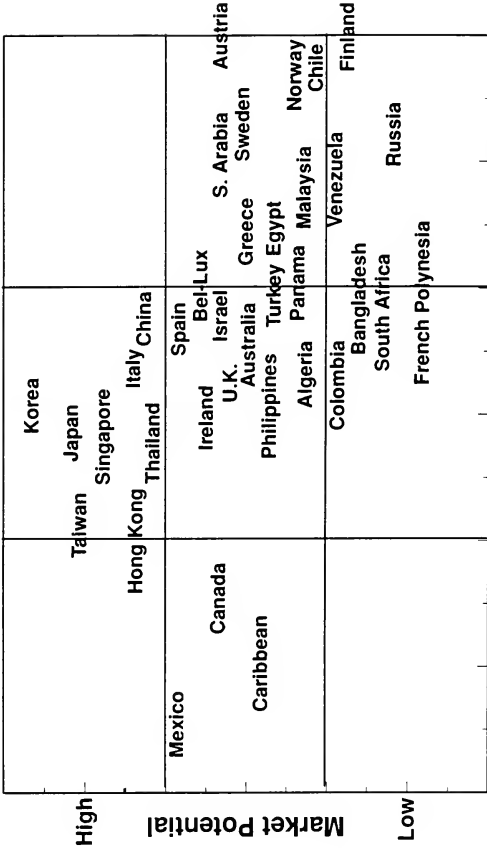 Korea
Japan
Taiwan
Singapore
China
Italy
Thailand
Hong Kong
Mexico
Spain
Bel-Lux
Ireland
Israel
U.K.
Australia
Canada
Caribbean
Philippines
Turkey
Egypt
Greece
S. Arabia
Sweden
Austria
Norway
Chile
Malaysia
Panama
Algeria
Colombia
Venezuela
Finland
Bangladesh
South Africa
Russia
French Polynesia
High
Market Potential
Low